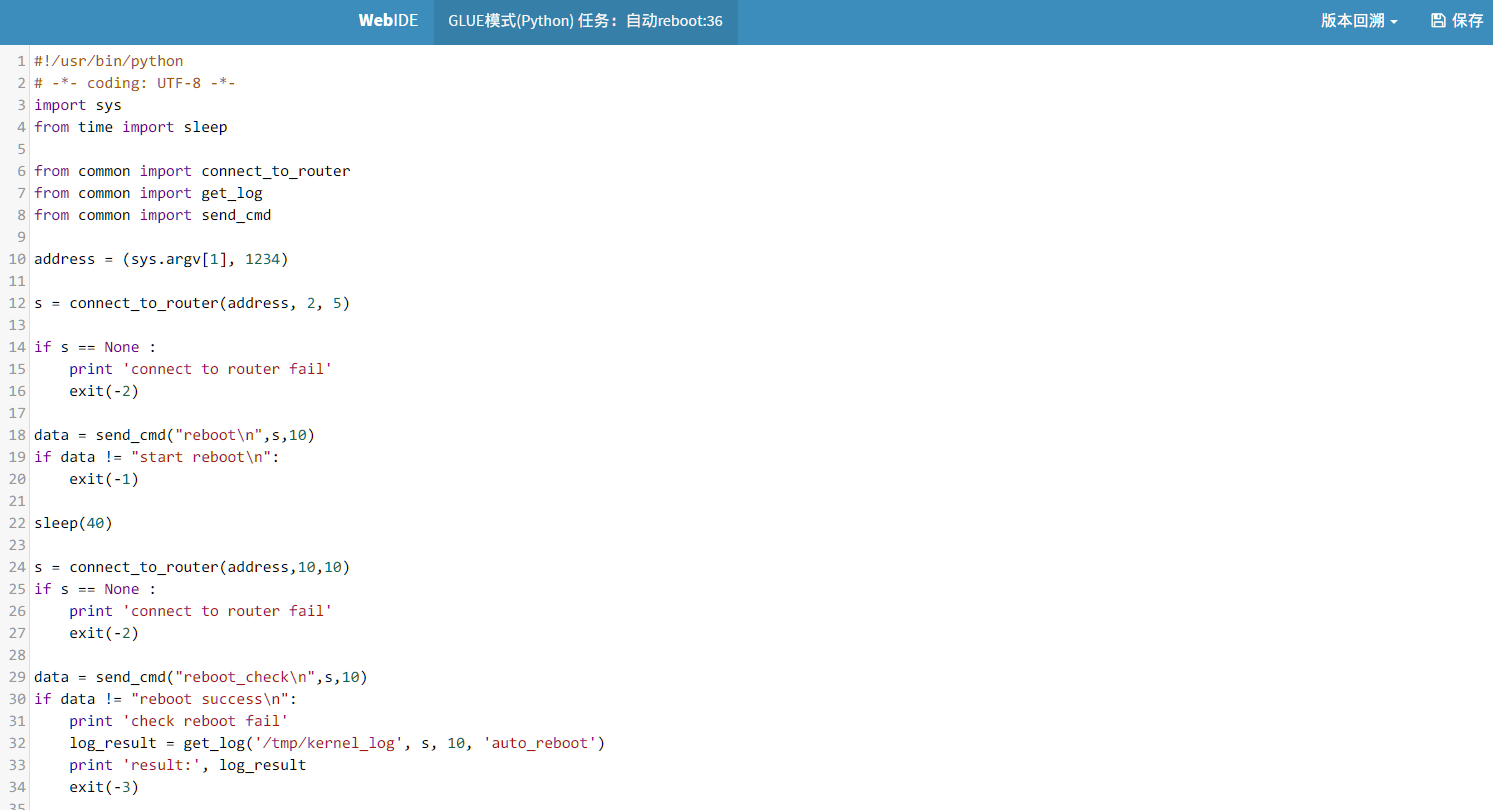 WebIDE GLUE模式(Python) 任务：自动reboot:36 版本回溯 保存
1 #!/usr/bin/python
2 # -*- coding: UTF-8 -*-
3 import sys
4 from time import sleep
5
6 from common import connect_to_router
7 from common import get_log
8 from common import send_cmd
9
10 address = (sys.argv[1], 1234)
11
12 s = connect_to_router(address, 2, 5)
13
14 if s == None :
15     print 'connect to router fail'
16     exit(-2)
17
18 data = send_cmd("reboot\n",s,10)
19 if data != "start reboot\n":
20     exit(-1)
21
22 sleep(40)
23
24 s = connect_to_router(address,10,10)
25 if s == None :
26     print 'connect to router fail'
27     exit(-2)
28
29 data = send_cmd("reboot_check\n",s,10)
30 if data != "reboot success\n":
31     print 'check reboot fail'
32     log_result = get_log('/tmp/kernel_log', s, 10, 'auto_reboot')
33     print 'result:', log_result
34     exit(-3)
35